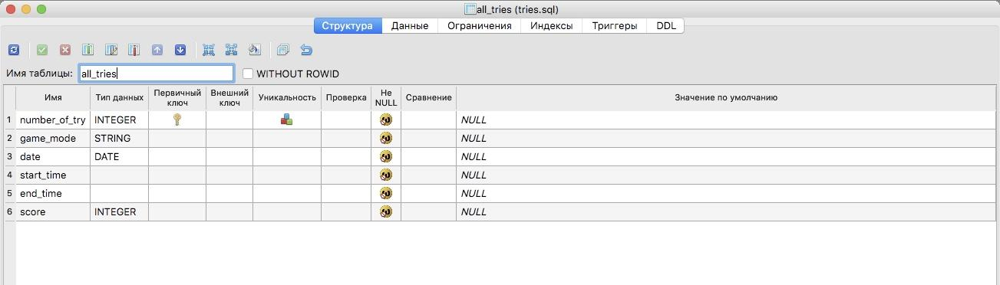 all_tries (tries.sql)
Структура Данные Ограничения Индексы Триггеры DDL
Имя таблицы: all_tries WITHOUT ROWID
Имя Тип данных Первичный ключ Внешний ключ Уникальность Проверка Не NULL Сравнение Значение по умолчанию
1 number_of_try INTEGER NULL
2 game_mode STRING NULL
3 date DATE NULL
4 start_time NULL
5 end_time NULL
6 score INTEGER NULL